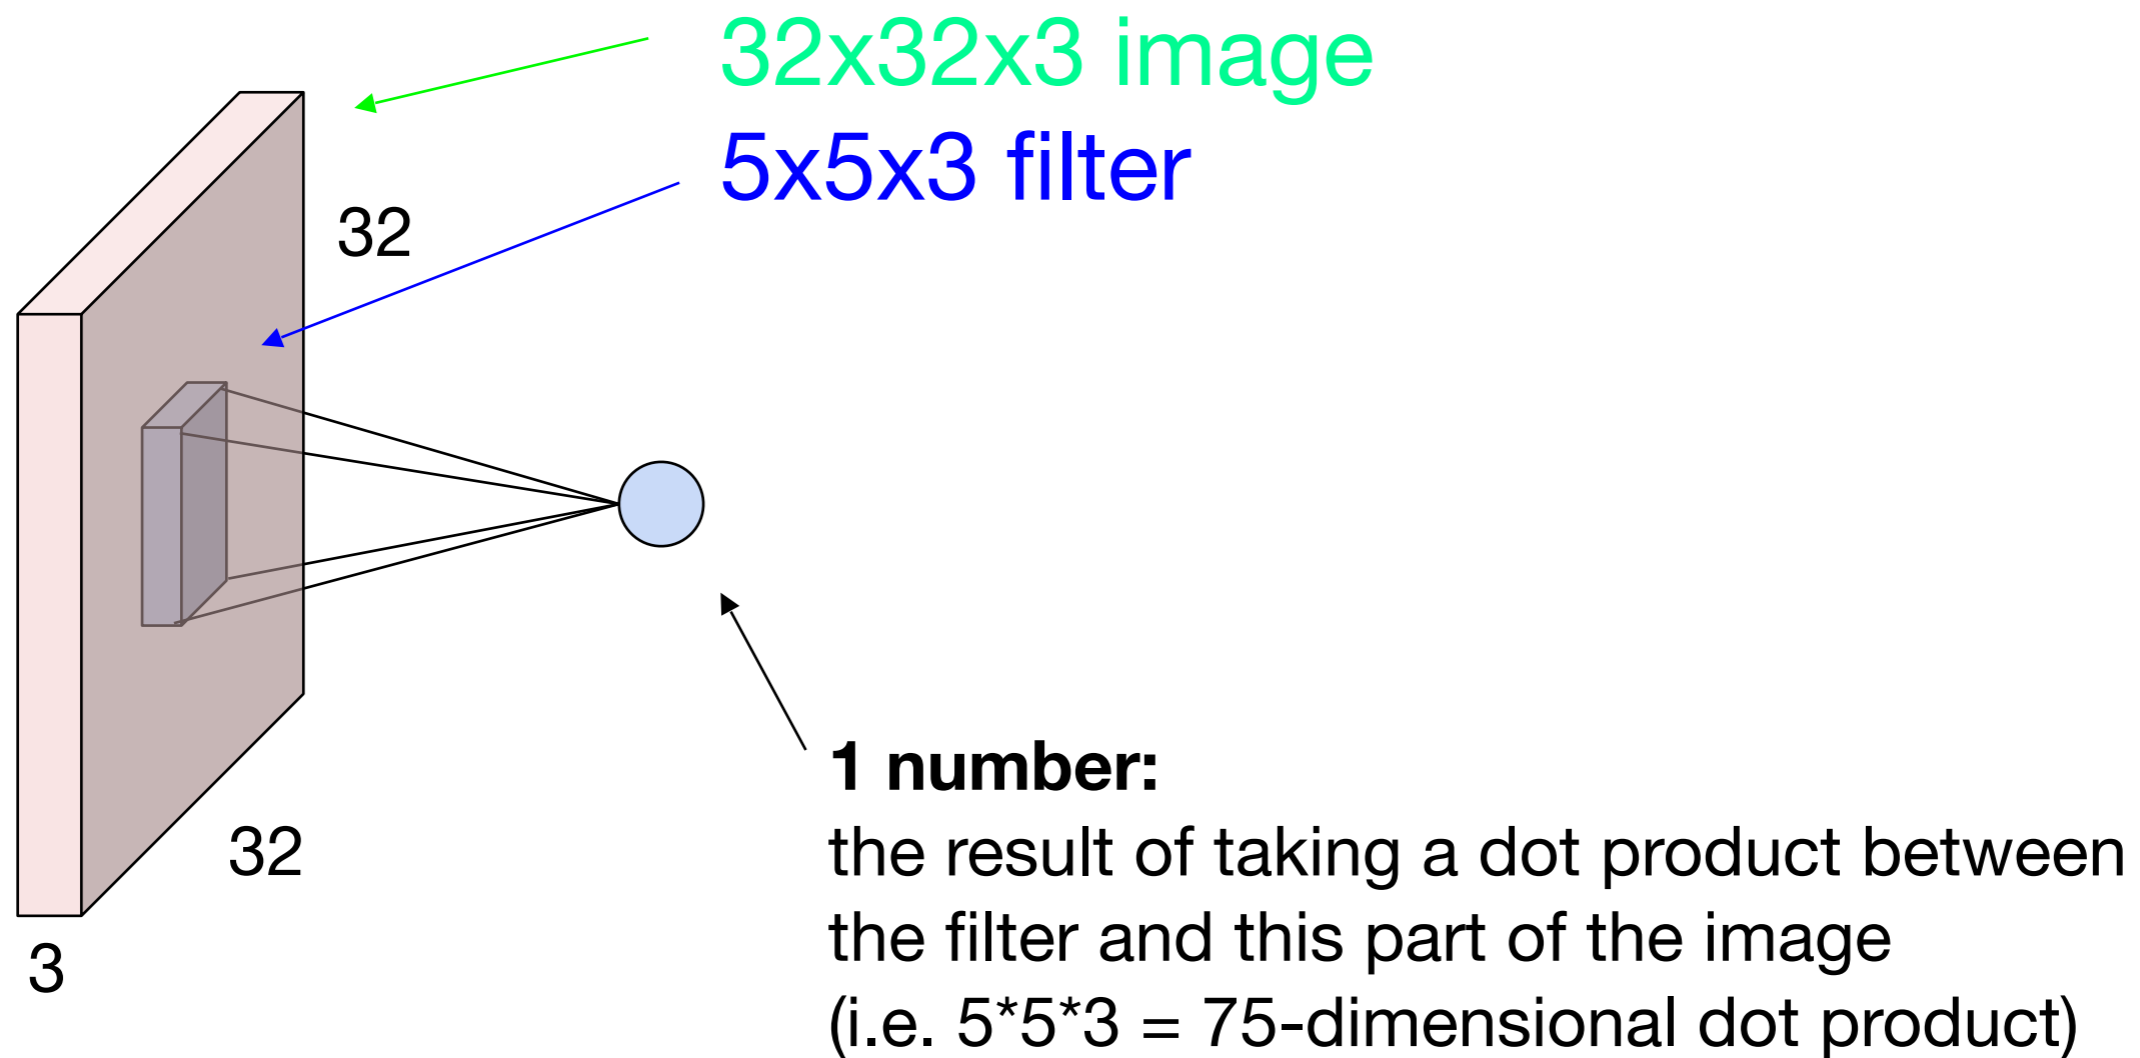 32x32x3 image
5x5x3 filter
32
32
3
1 number:
the result of taking a dot product between
the filter and this part of the image
(i.e. 5*5*3 = 75-dimensional dot product)